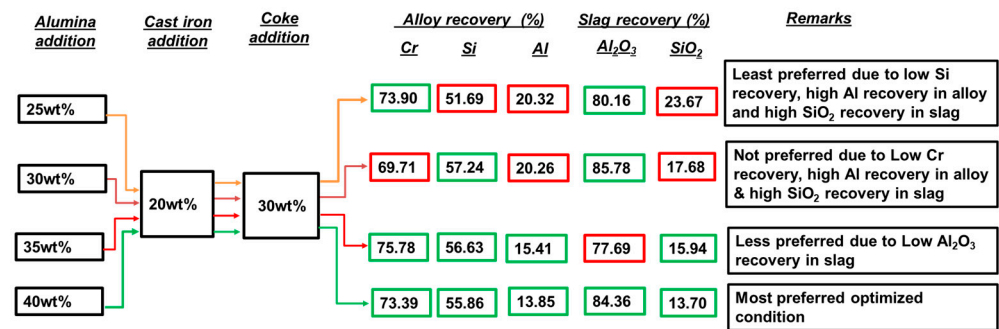 Alumina addition
Cast iron addition
Coke addition
Alloy recovery (%)
Slag recovery (%)
Remarks
Cr
Si
Al
Al₂O₃
SiO₂
25wt%
73.90
51.69
20.32
80.16
23.67
Least preferred due to low Si
recovery, high Al recovery in alloy
and high SiO₂ recovery in slag
30wt%
20wt%
30wt%
69.71
57.24
20.26
85.78
17.68
Not preferred due to Low Cr
recovery, high Al recovery in alloy
& high SiO₂ recovery in slag
35wt%
75.78
56.63
15.41
77.69
15.94
Less preferred due to Low Al₂O₃
recovery in slag
40wt%
73.39
55.86
13.85
84.36
13.70
Most preferred optimized
condition